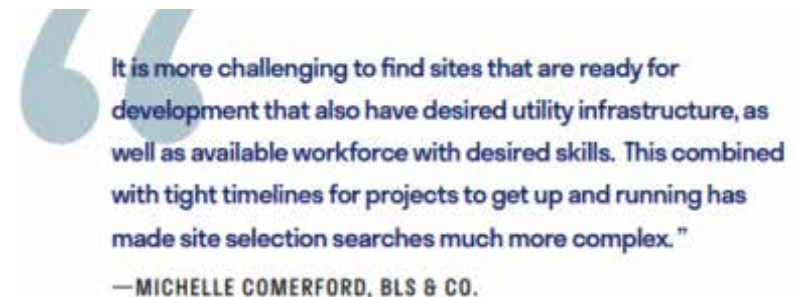 It is more challenging to find sites that are ready for
development that also have desired utility infrastructure, as
well as available workforce with desired skills. This combined
with tight timelines for projects to get up and running has
made site selection searches much more complex.”
—MICHELLE COMERFORD, BLS & CO.